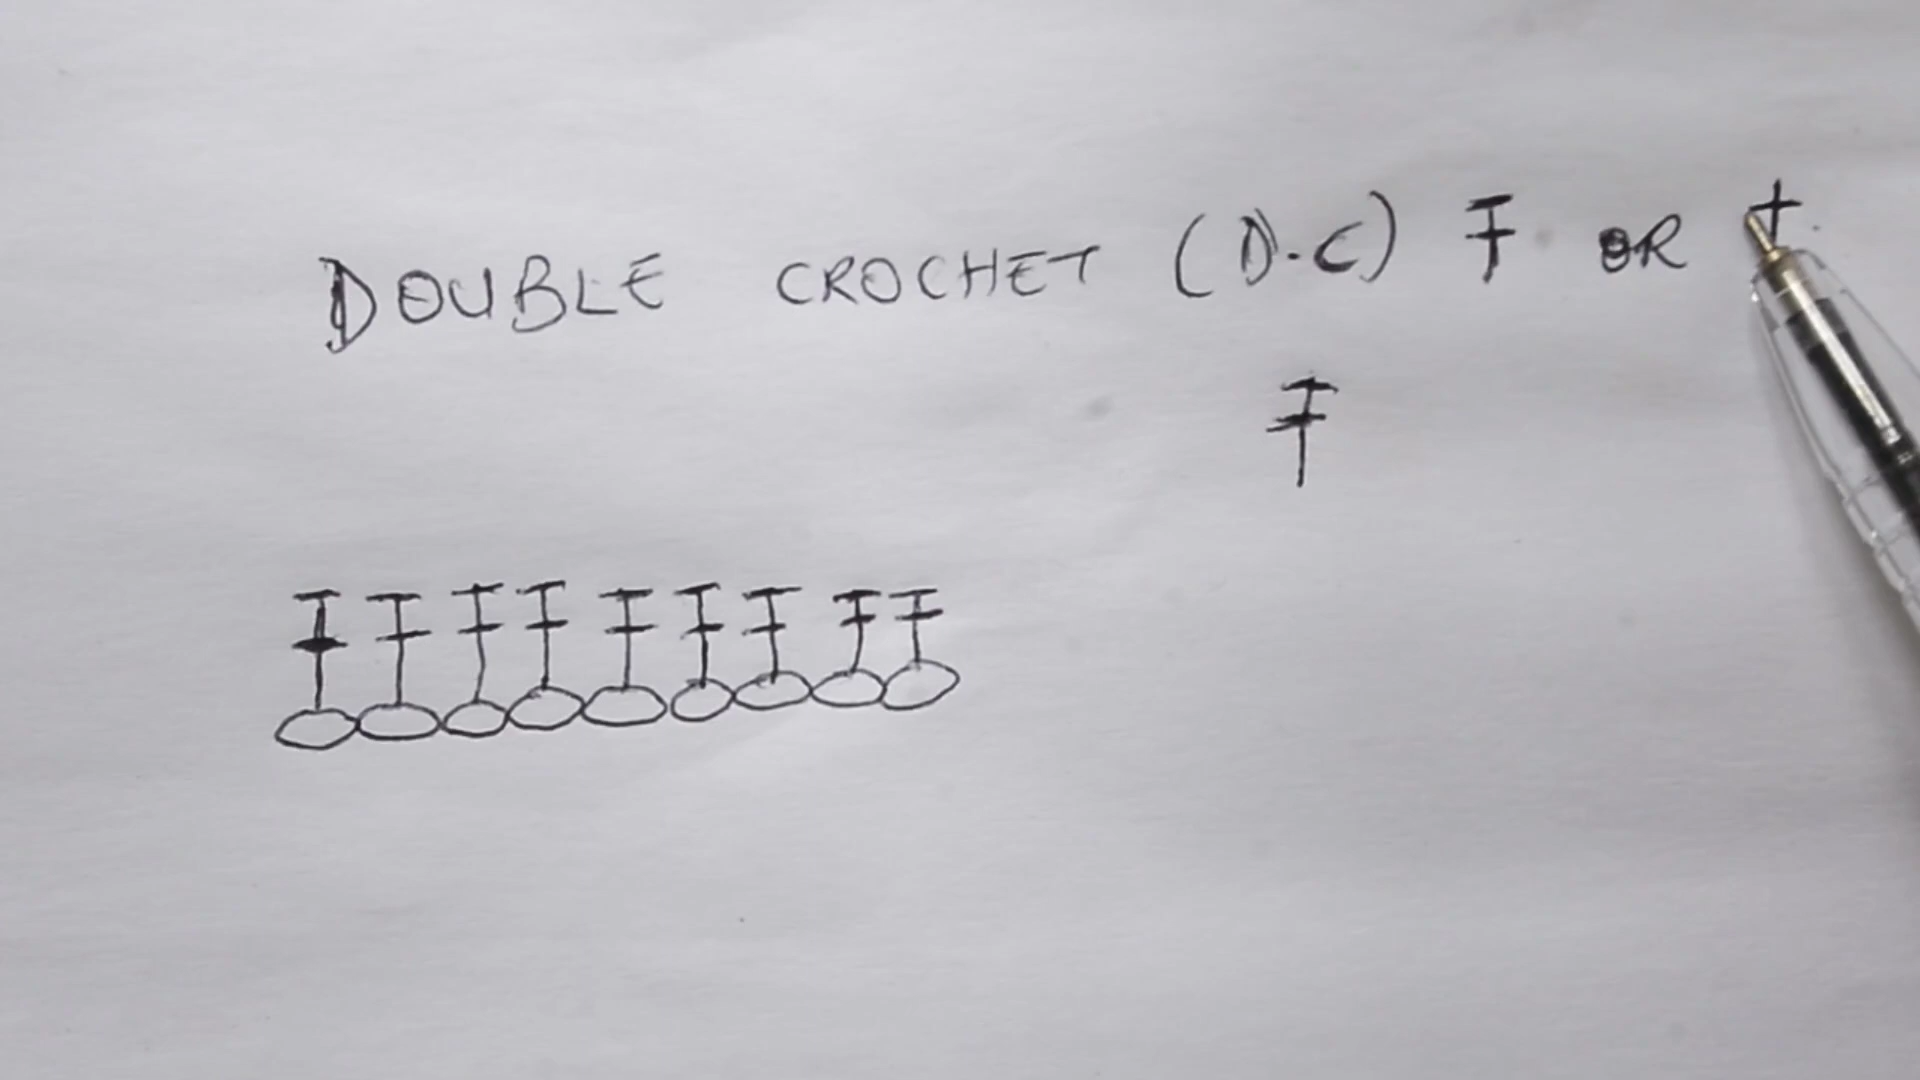 DOUBLE CROCHET (D.C) Ŧ OR +